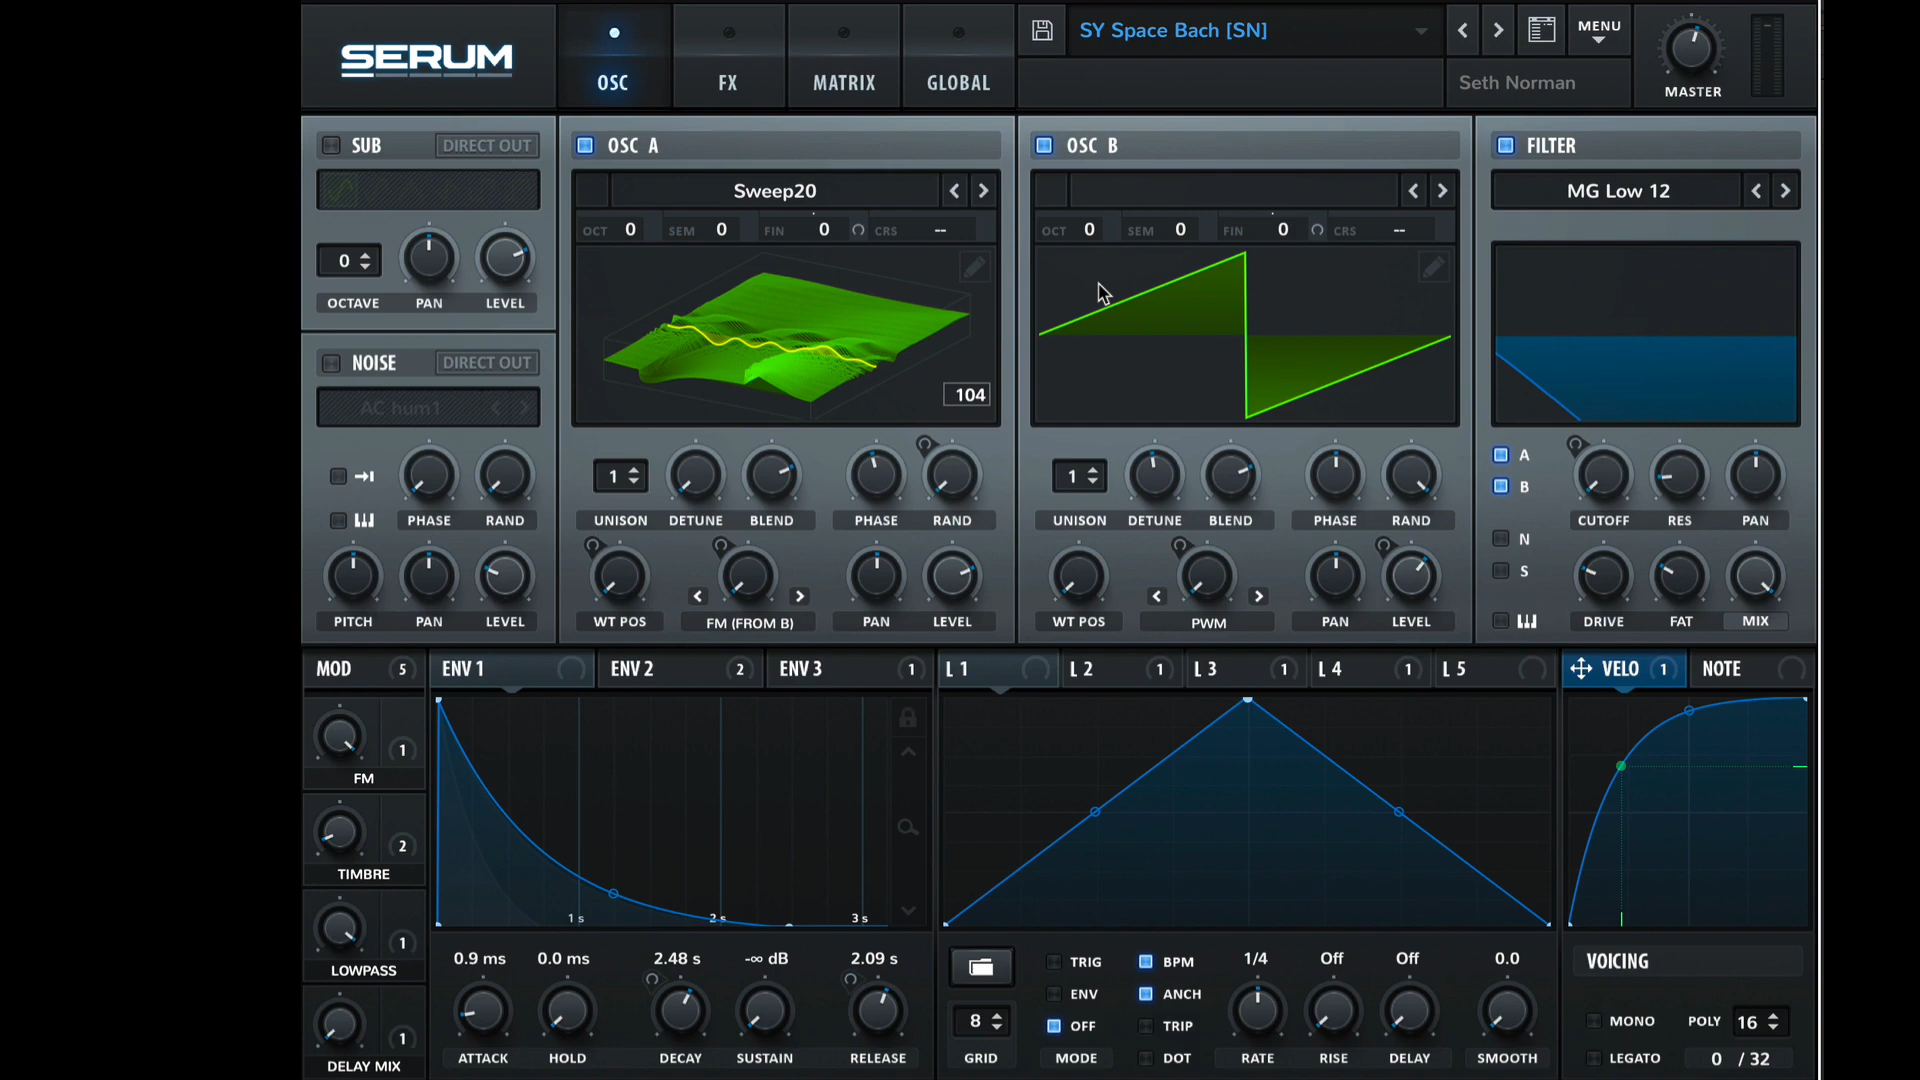 SERUM
OSC
FX
MATRIX
GLOBAL
SY Space Bach [SN]
MENU
Seth Norman
MASTER
SUB
DIRECT OUT
0
OCTAVE PAN LEVEL
NOISE
DIRECT OUT
AC hum1
PHASE RAND
PITCH PAN LEVEL
OSC A
Sweep20
OCT 0 SEM 0 FIN 0 CRS --
104
1
UNISON DETUNE BLEND PHASE RAND
WT POS FM (FROM B) PAN LEVEL
OSC B
OCT 0 SEM 0 FIN 0 CRS --
1
UNISON DETUNE BLEND PHASE RAND
WT POS PWM PAN LEVEL
FILTER
MG Low 12
A
B
CUTOFF RES PAN
N
S
DRIVE FAT MIX
MOD 5
1
FM
2
TIMBRE
1
LOWPASS
1
DELAY MIX
ENV 1 ENV 2 2 ENV 3 1
1 s 2 s 3 s
0.9 ms 0.0 ms 2.48 s -∞ dB 2.09 s
ATTACK HOLD DECAY SUSTAIN RELEASE
L 1 L 2 1 L 3 1 L 4 1 L 5
8
GRID
TRIG
ENV
OFF
MODE
BPM
ANCH
TRIP
DOT
1/4 Off Off 0.0
RATE RISE DELAY SMOOTH
VELO 1 NOTE
VOICING
MONO POLY 16
LEGATO 0 / 32